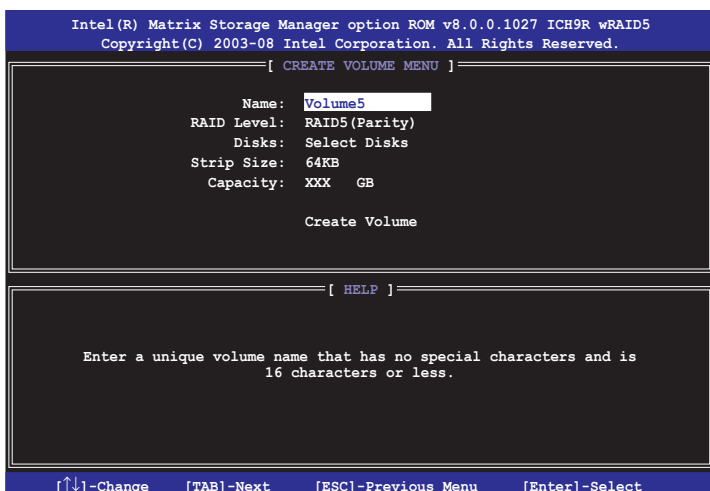 Intel(R) Matrix Storage Manager option ROM v8.0.0.1027 ICH9R wRAID5
Copyright(C) 2003-08 Intel Corporation. All Rights Reserved.
[ CREATE VOLUME MENU ]
Name: Volume5
RAID Level: RAID5(Parity)
Disks: Select Disks
Strip Size: 64KB
Capacity: XXX GB
Create Volume
[ HELP ]
Enter a unique volume name that has no special characters and is
16 characters or less.
[↑↓]-Change [TAB]-Next [ESC]-Previous Menu [Enter]-Select